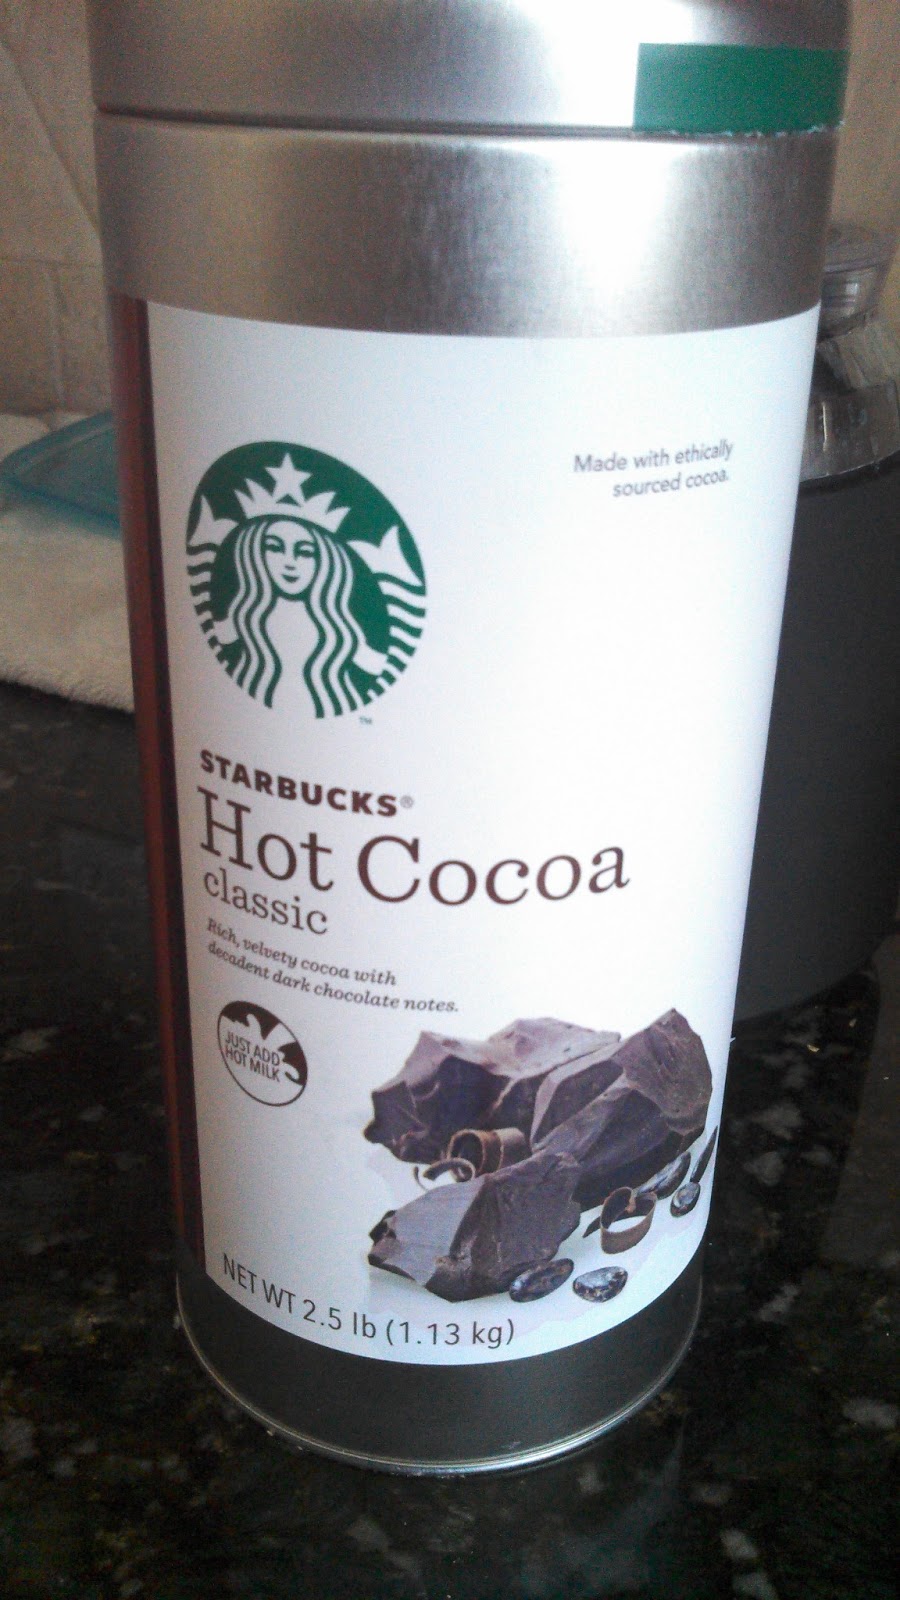 Made with ethically
sourced cocoa.
TM
STARBUCKS®
Hot Cocoa
classic
Rich, velvety cocoa with
decadent dark chocolate notes.
JUST ADD
HOT MILK
NET WT 2.5 lb (1.13 kg)